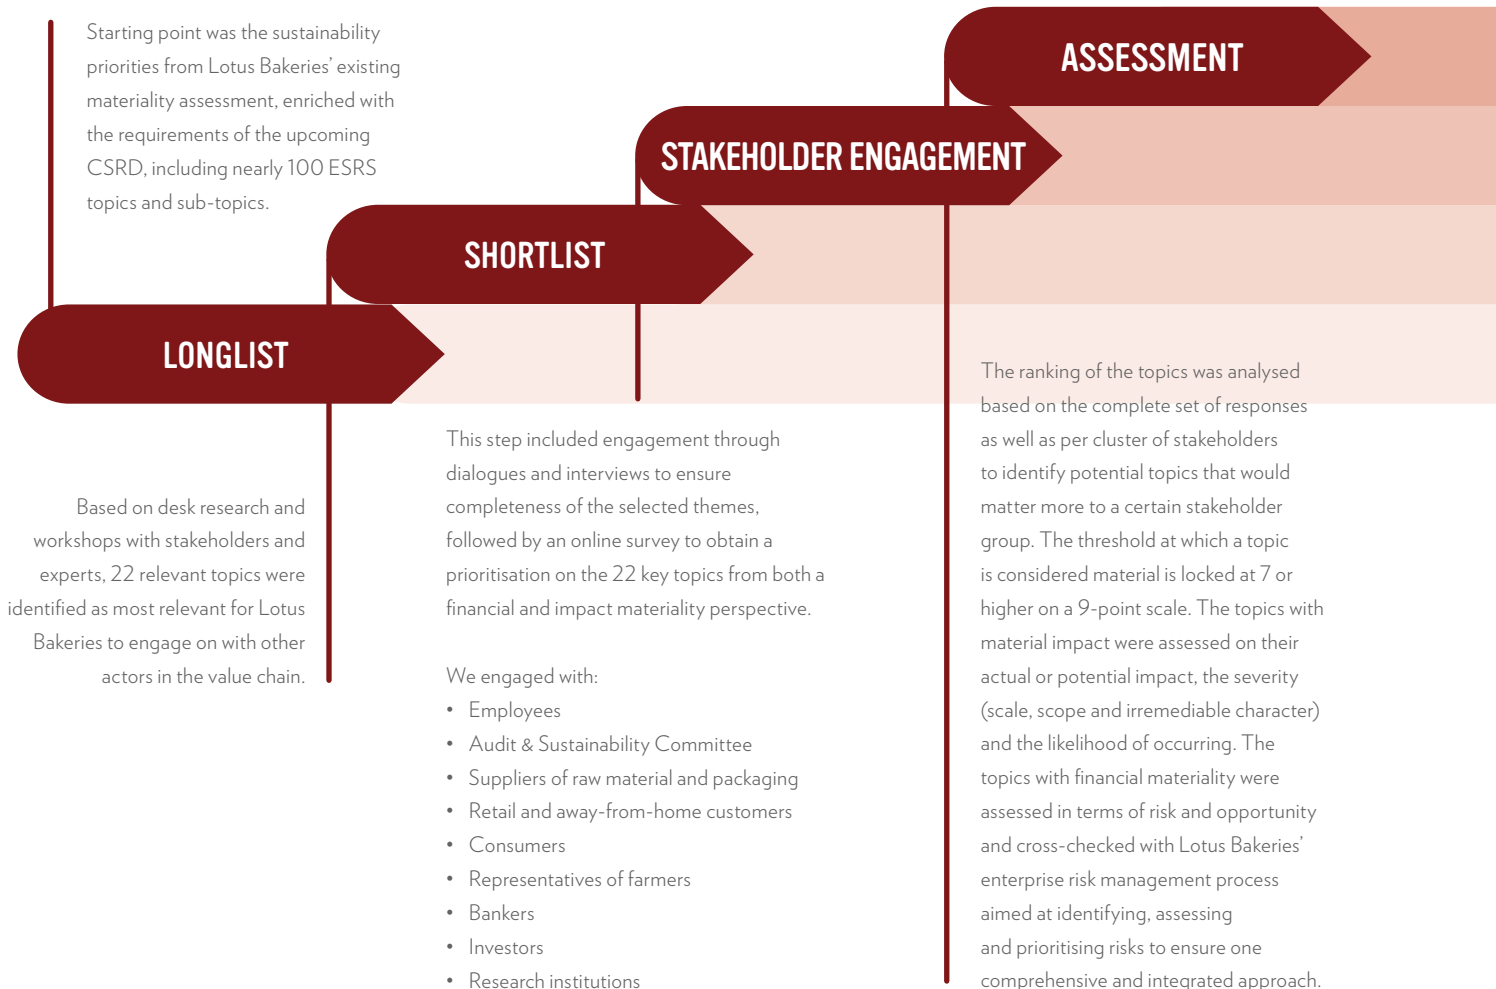 Starting point was the sustainability
priorities from Lotus Bakeries’ existing
materiality assessment, enriched with
the requirements of the upcoming
CSRD, including nearly 100 ESRS
topics and sub-topics.
LONGLIST
SHORTLIST
Based on desk research and
workshops with stakeholders and
experts, 22 relevant topics were
identified as most relevant for Lotus
Bakeries to engage on with other
actors in the value chain.
STAKEHOLDER ENGAGEMENT
This step included engagement through
dialogues and interviews to ensure
completeness of the selected themes,
followed by an online survey to obtain a
prioritisation on the 22 key topics from both a
financial and impact materiality perspective.
We engaged with:
• Employees
• Audit & Sustainability Committee
• Suppliers of raw material and packaging
• Retail and away-from-home customers
• Consumers
• Representatives of farmers
• Bankers
• Investors
• Research institutions
ASSESSMENT
The ranking of the topics was analysed
based on the complete set of responses
as well as per cluster of stakeholders
to identify potential topics that would
matter more to a certain stakeholder
group. The threshold at which a topic
is considered material is locked at 7 or
higher on a 9-point scale. The topics with
material impact were assessed on their
actual or potential impact, the severity
(scale, scope and irremediable character)
and the likelihood of occurring. The
topics with financial materiality were
assessed in terms of risk and opportunity
and cross-checked with Lotus Bakeries’
enterprise risk management process
aimed at identifying, assessing
and prioritising risks to ensure one
comprehensive and integrated approach.